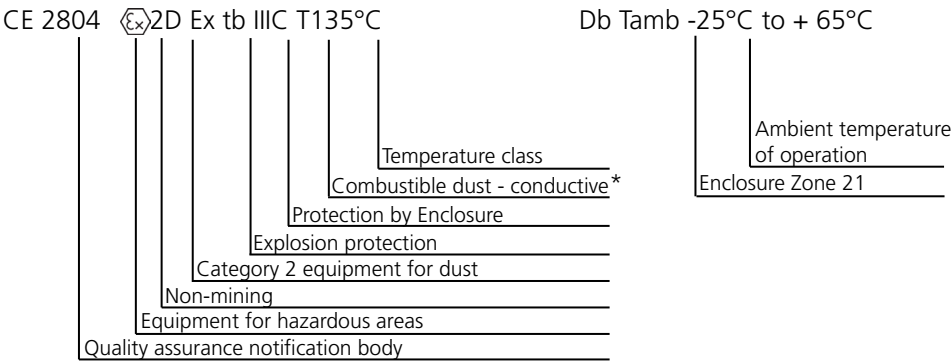 CE 2804 Ex 2D Ex tb IIIC T135°C Db Tamb -25°C to + 65°C
Ambient temperature
of operation
Temperature class
Combustible dust - conductive*
Enclosure Zone 21
Protection by Enclosure
Explosion protection
Category 2 equipment for dust
Non-mining
Equipment for hazardous areas
Quality assurance notification body